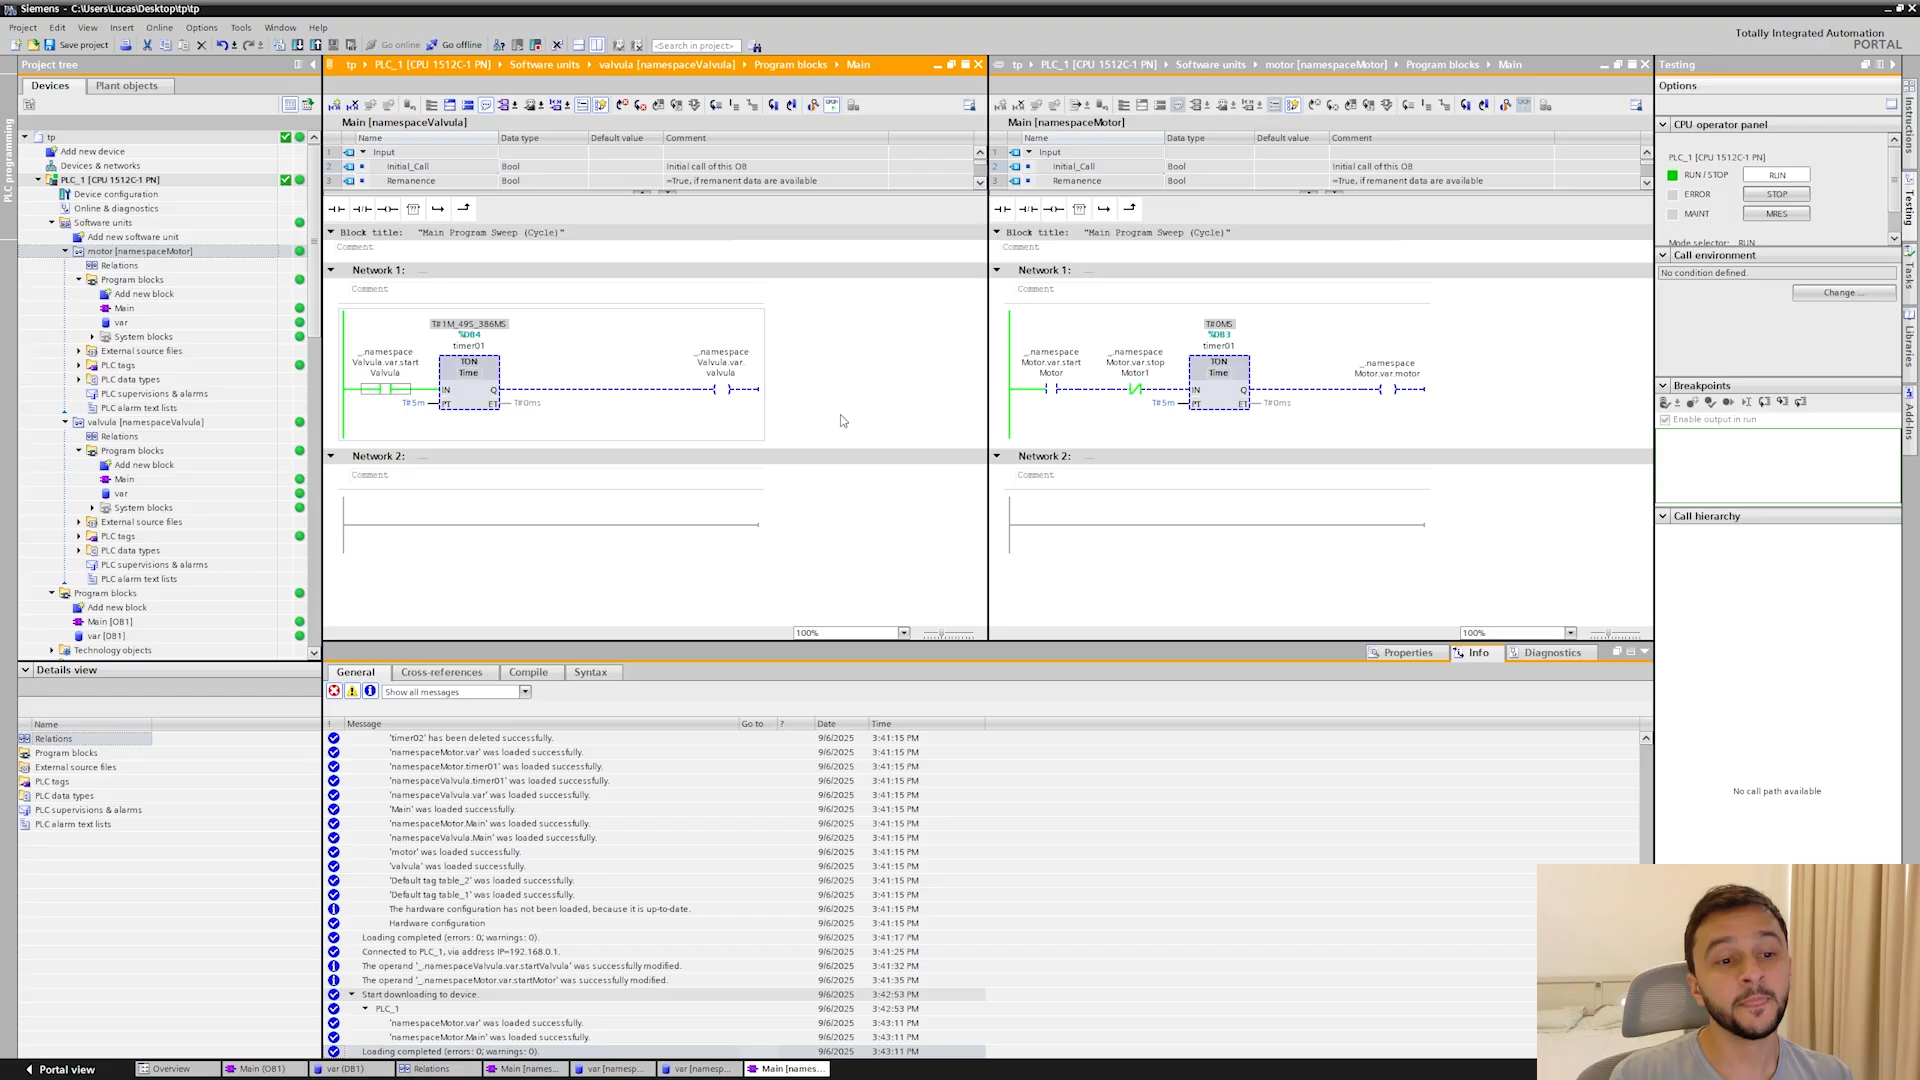 Siemens - C:\Users\Lucas\Desktop\tp\tp
Project Edit View Insert Online Options Tools Window Help
Save project
Go online
Go offline
<Search in project>
Totally Integrated Automation
PORTAL
Project tree
Devices
Plant objects
PLC programming
tp
Add new device
Devices & networks
PLC_1 [CPU 1512C-1 PN]
Device configuration
Online & diagnostics
Software units
Add new software unit
motor [namespaceMotor]
Relations
Program blocks
Add new block
Main
var
System blocks
External source files
PLC tags
PLC data types
PLC supervisions & alarms
PLC alarm text lists
valvula [namespaceValvula]
Relations
Program blocks
Add new block
Main
var
System blocks
External source files
PLC tags
PLC data types
PLC supervisions & alarms
PLC alarm text lists
Program blocks
Add new block
Main [OB1]
var [DB1]
Technology objects
Details view
Name
Relations
Program blocks
External source files
PLC tags
PLC data types
PLC supervisions & alarms
PLC alarm text lists
tp PLC_1 [CPU 1512C-1 PN] Software units valvula [namespaceValvula] Program blocks Main
Main [namespaceValvula]
Name Data type Default value Comment
1 Input
2 Initial_Call Bool Initial call of this OB
3 Remanence Bool =True, if remanent data are available
Block title: "Main Program Sweep (Cycle)"
Comment
Network 1: .....
Comment
T#1M_49S_386MS
%DB4
timer01
_.namespace
Valvula.var.start
Valvula
TON
Time
_.namespace
Valvula.var.
valvula
IN Q
T#5m PT ET T#0ms
Network 2: .....
Comment
100%
tp PLC_1 [CPU 1512C-1 PN] Software units motor [namespaceMotor] Program blocks Main
Main [namespaceMotor]
Name Data type Default value Comment
1 Input
2 Initial_Call Bool Initial call of this OB
3 Remanence Bool =True, if remanent data are available
Block title: "Main Program Sweep (Cycle)"
Comment
Network 1: .....
Comment
T#0MS
%DB3
timer01
_.namespace
Motor.var.start
Motor
_.namespace
Motor.var.stop
Motor1
TON
Time
_.namespace
Motor.var.motor
IN Q
T#5m PT ET T#0ms
Network 2: .....
Comment
100%
Properties
Info
Diagnostics
General
Cross-references
Compile
Syntax
Show all messages
! Message Go to ? Date Time
'timer02' has been deleted successfully. 9/6/2025 3:41:15 PM
'namespaceMotor.var' was loaded successfully. 9/6/2025 3:41:15 PM
'namespaceMotor.timer01' was loaded successfully. 9/6/2025 3:41:15 PM
'namespaceValvula.timer01' was loaded successfully. 9/6/2025 3:41:15 PM
'namespaceValvula.var' was loaded successfully. 9/6/2025 3:41:15 PM
'Main' was loaded successfully. 9/6/2025 3:41:15 PM
'namespaceMotor.Main' was loaded successfully. 9/6/2025 3:41:15 PM
'namespaceValvula.Main' was loaded successfully. 9/6/2025 3:41:15 PM
'motor' was loaded successfully. 9/6/2025 3:41:15 PM
'valvula' was loaded successfully. 9/6/2025 3:41:15 PM
'Default tag table_2' was loaded successfully. 9/6/2025 3:41:15 PM
'Default tag table_1' was loaded successfully. 9/6/2025 3:41:15 PM
The hardware configuration has not been loaded, because it is up-to-date. 9/6/2025 3:41:15 PM
Hardware configuration 9/6/2025 3:41:15 PM
Loading completed (errors: 0; warnings: 0). 9/6/2025 3:41:17 PM
Connected to PLC_1, via address IP=192.168.0.1. 9/6/2025 3:41:25 PM
The operand '_.namespaceValvula.var.startValvula' was successfully modified. 9/6/2025 3:41:32 PM
The operand '_.namespaceMotor.var.startMotor' was successfully modified. 9/6/2025 3:41:35 PM
Start downloading to device. 9/6/2025 3:42:53 PM
PLC_1 9/6/2025 3:42:53 PM
'namespaceMotor.var' was loaded successfully. 9/6/2025 3:43:11 PM
'namespaceMotor.Main' was loaded successfully. 9/6/2025 3:43:11 PM
Loading completed (errors: 0; warnings: 0). 9/6/2025 3:43:11 PM
Testing
Options
CPU operator panel
PLC_1 [CPU 1512C-1 PN]
RUN / STOP RUN
ERROR STOP
MAINT MRES
Mode selector: RUN
Call environment
No condition defined.
Change ...
Breakpoints
Enable output in run
Call hierarchy
No call path available
Instructions
Testing
Tasks
Libraries
Add-Ins
Portal view
Overview
Main (OB1)
var (DB1)
Relations
Main [names...
var [namesp...
var [namesp...
Main [names...